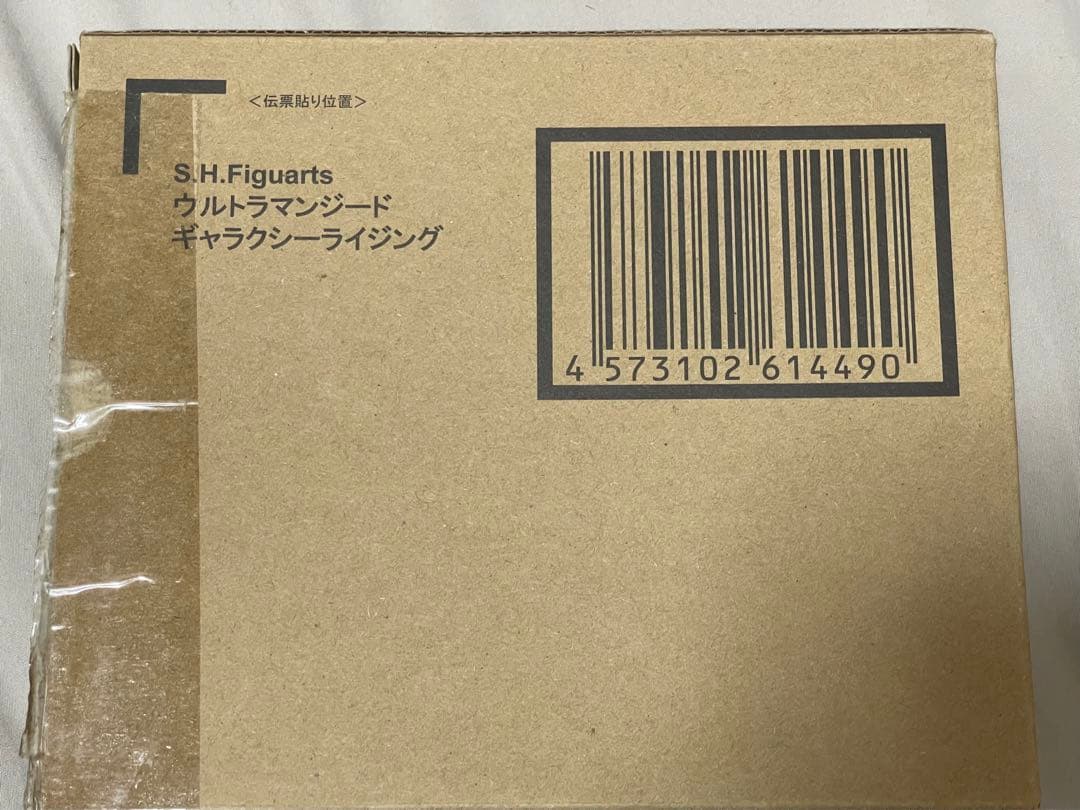 ＜伝票貼り位置＞
S.H.Figuarts
ウルトラマンジード
ギャラクシーライジング
4 573102 614490